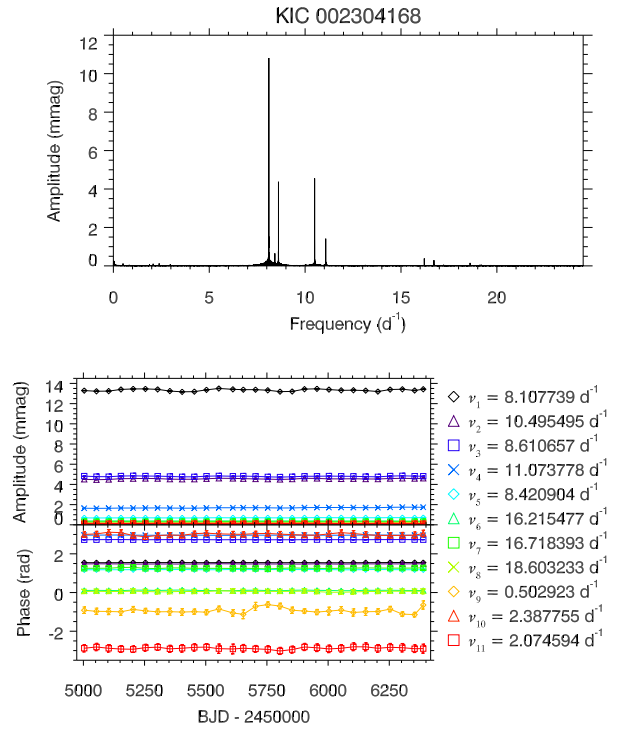 KIC 002304168
12
10
8
6
4
2
0
Amplitude (mmag)
0 5 10 15 20
Frequency (d⁻¹)
14
12
10
8
6
4
2
0
Amplitude (mmag)
2
0
-2
Phase (rad)
5000 5250 5500 5750 6000 6250
BJD - 2450000
ν₁ = 8.107739 d⁻¹
ν₂ = 10.495495 d⁻¹
ν₃ = 8.610657 d⁻¹
ν₄ = 11.073778 d⁻¹
ν₅ = 8.420904 d⁻¹
ν₆ = 16.215477 d⁻¹
ν₇ = 16.718393 d⁻¹
ν₈ = 18.603233 d⁻¹
ν₉ = 0.502923 d⁻¹
ν₁₀ = 2.387755 d⁻¹
ν₁₁ = 2.074594 d⁻¹